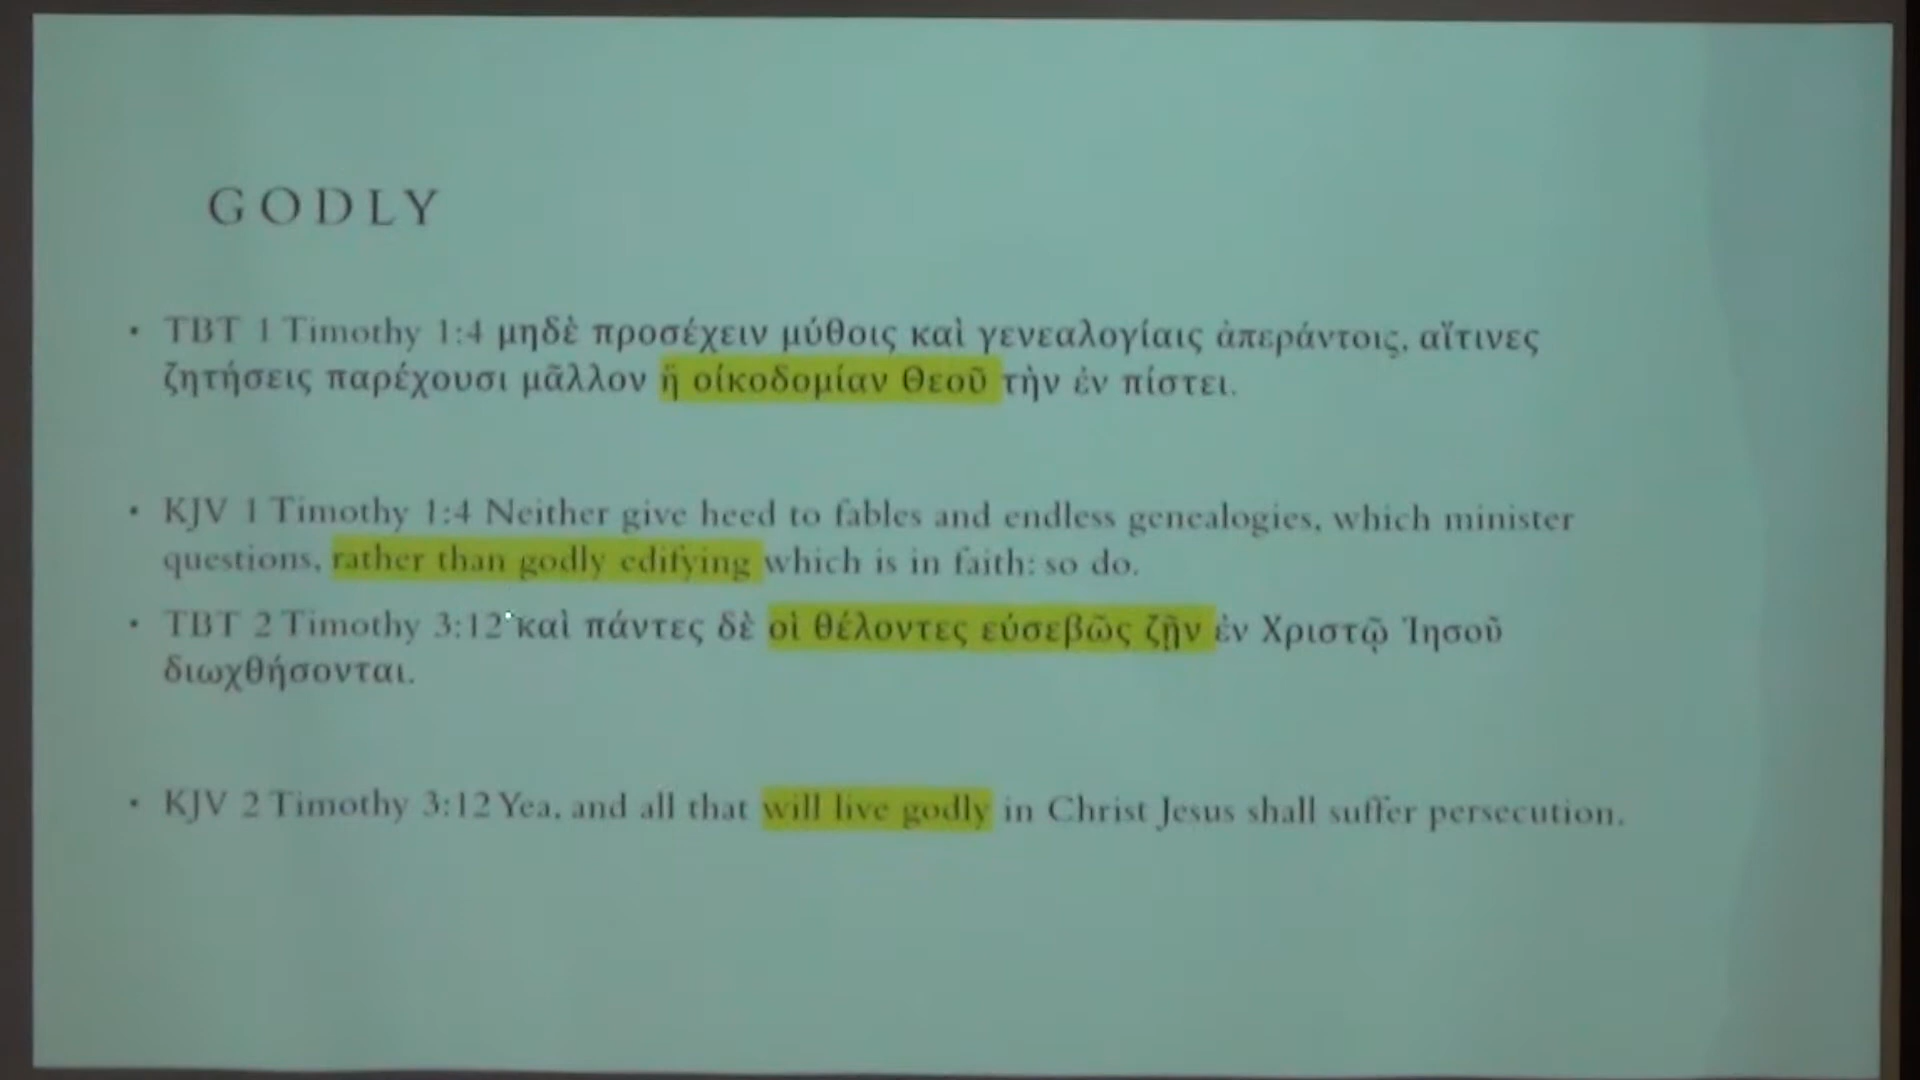 GODLY
• TBT 1 Timothy 1:4 μηδὲ προσέχειν μύθοις καὶ γενεαλογίαις ἀπεράντοις, αἵτινες
ζητήσεις παρέχουσι μᾶλλον ἢ οἰκοδομίαν Θεοῦ τὴν ἐν πίστει.
• KJV 1 Timothy 1:4 Neither give heed to fables and endless genealogies, which minister
questions, rather than godly edifying which is in faith: so do.
• TBT 2 Timothy 3:12 καὶ πάντες δὲ οἱ θέλοντες εὐσεβῶς ζῇν ἐν Χριστῷ Ἰησοῦ
διωχθήσονται.
• KJV 2 Timothy 3:12 Yea, and all that will live godly in Christ Jesus shall suffer persecution.